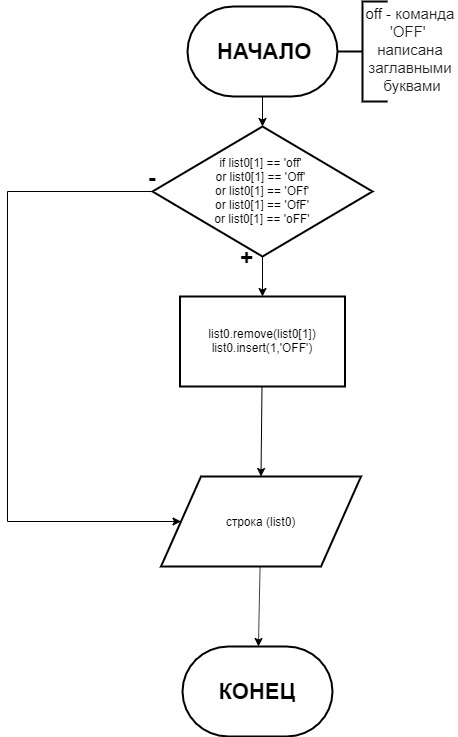 НАЧАЛО
off - команда
'OFF'
написана
заглавными
буквами
-
if list0[1] == 'off'
or list0[1] == 'Off'
or list0[1] == 'OFf'
or list0[1] == 'OfF'
or list0[1] == 'oFF'
+
list0.remove(list0[1])
list0.insert(1,'OFF')
строка (list0)
КОНЕЦ